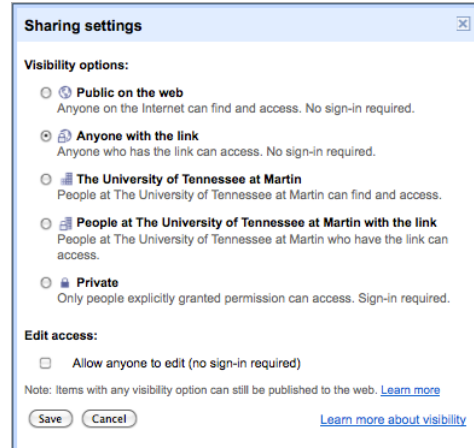 Sharing settings
Visibility options:
Public on the web
Anyone on the Internet can find and access. No sign-in required.
Anyone with the link
Anyone who has the link can access. No sign-in required.
The University of Tennessee at Martin
People at The University of Tennessee at Martin can find and access.
People at The University of Tennessee at Martin with the link
People at The University of Tennessee at Martin who have the link can
access.
Private
Only people explicitly granted permission can access. Sign-in required.
Edit access:
Allow anyone to edit (no sign-in required)
Note: Items with any visibility option can still be published to the web. Learn more
Save Cancel Learn more about visibility